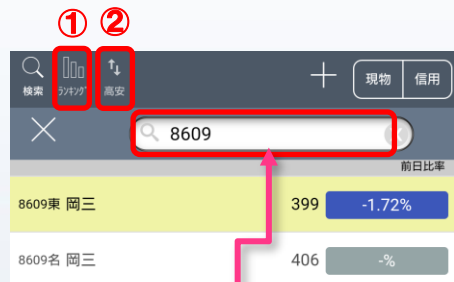 ① ②
検索 ランキング 高安 現物 信用
8609
前日比率
8609東 岡三 399 -1.72%
8609名 岡三 406 -%